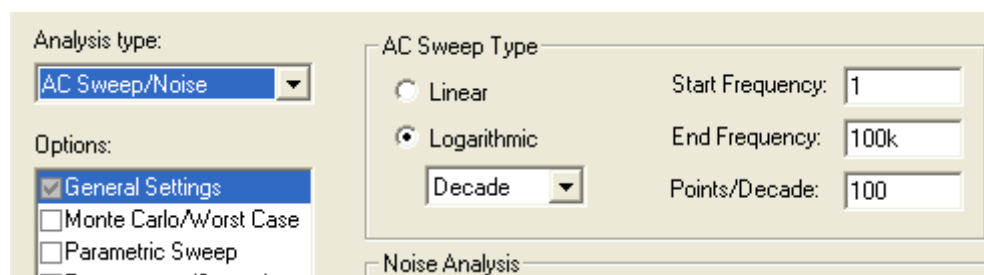 Analysis type:
AC Sweep/Noise
Options:
General Settings
Monte Carlo/Worst Case
Parametric Sweep
AC Sweep Type
Linear
Logarithmic
Decade
Start Frequency: 1
End Frequency: 100k
Points/Decade: 100
Noise Analysis